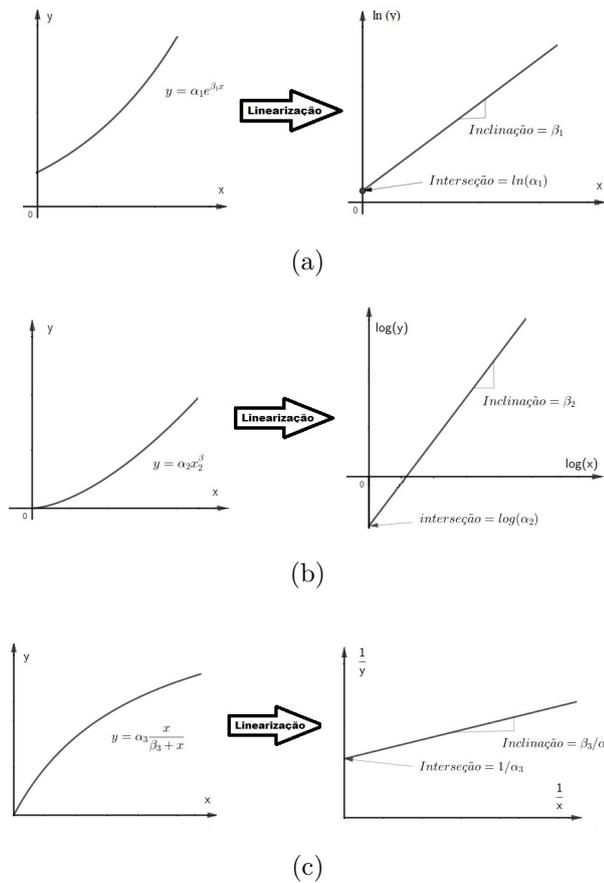 y
ln (y)
y = α₁e^{β₁x}
Linearização
Inclinação = β₁
Interseção = ln(α₁)
x
x
0
0
(a)
y
log(y)
Linearização
Inclinação = β₂
y = α₂x₂^β
x
log(x)
0
0
interseção = log(α₂)
(b)
y
1/y
Linearização
y = α₃ x/(β₃ + x)
Inclinação = β₃/α
Interseção = 1/α₃
x
1/x
(c)